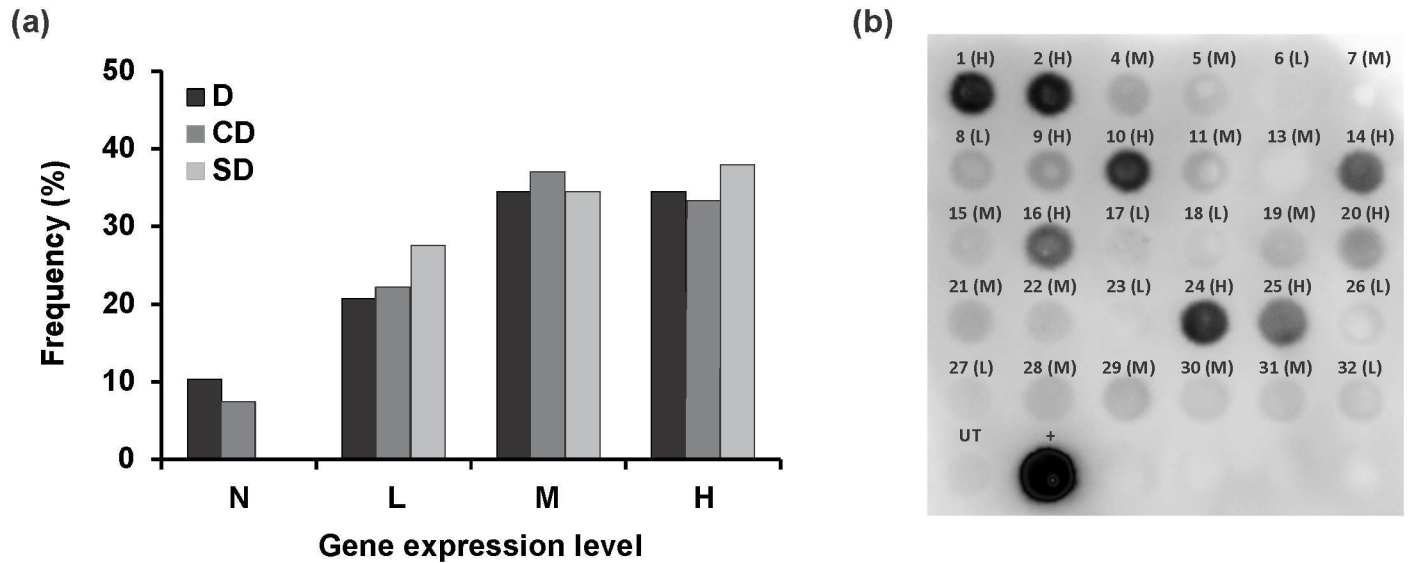 (a)
50
40
30
20
10
0
Frequency (%)
D
CD
SD
N L M H
Gene expression level
(b)
1 (H) 2 (H) 4 (M) 5 (M) 6 (L) 7 (M)
8 (L) 9 (H) 10 (H) 11 (M) 13 (M) 14 (H)
15 (M) 16 (H) 17 (L) 18 (L) 19 (M) 20 (H)
21 (M) 22 (M) 23 (L) 24 (H) 25 (H) 26 (L)
27 (L) 28 (M) 29 (M) 30 (M) 31 (M) 32 (L)
UT +